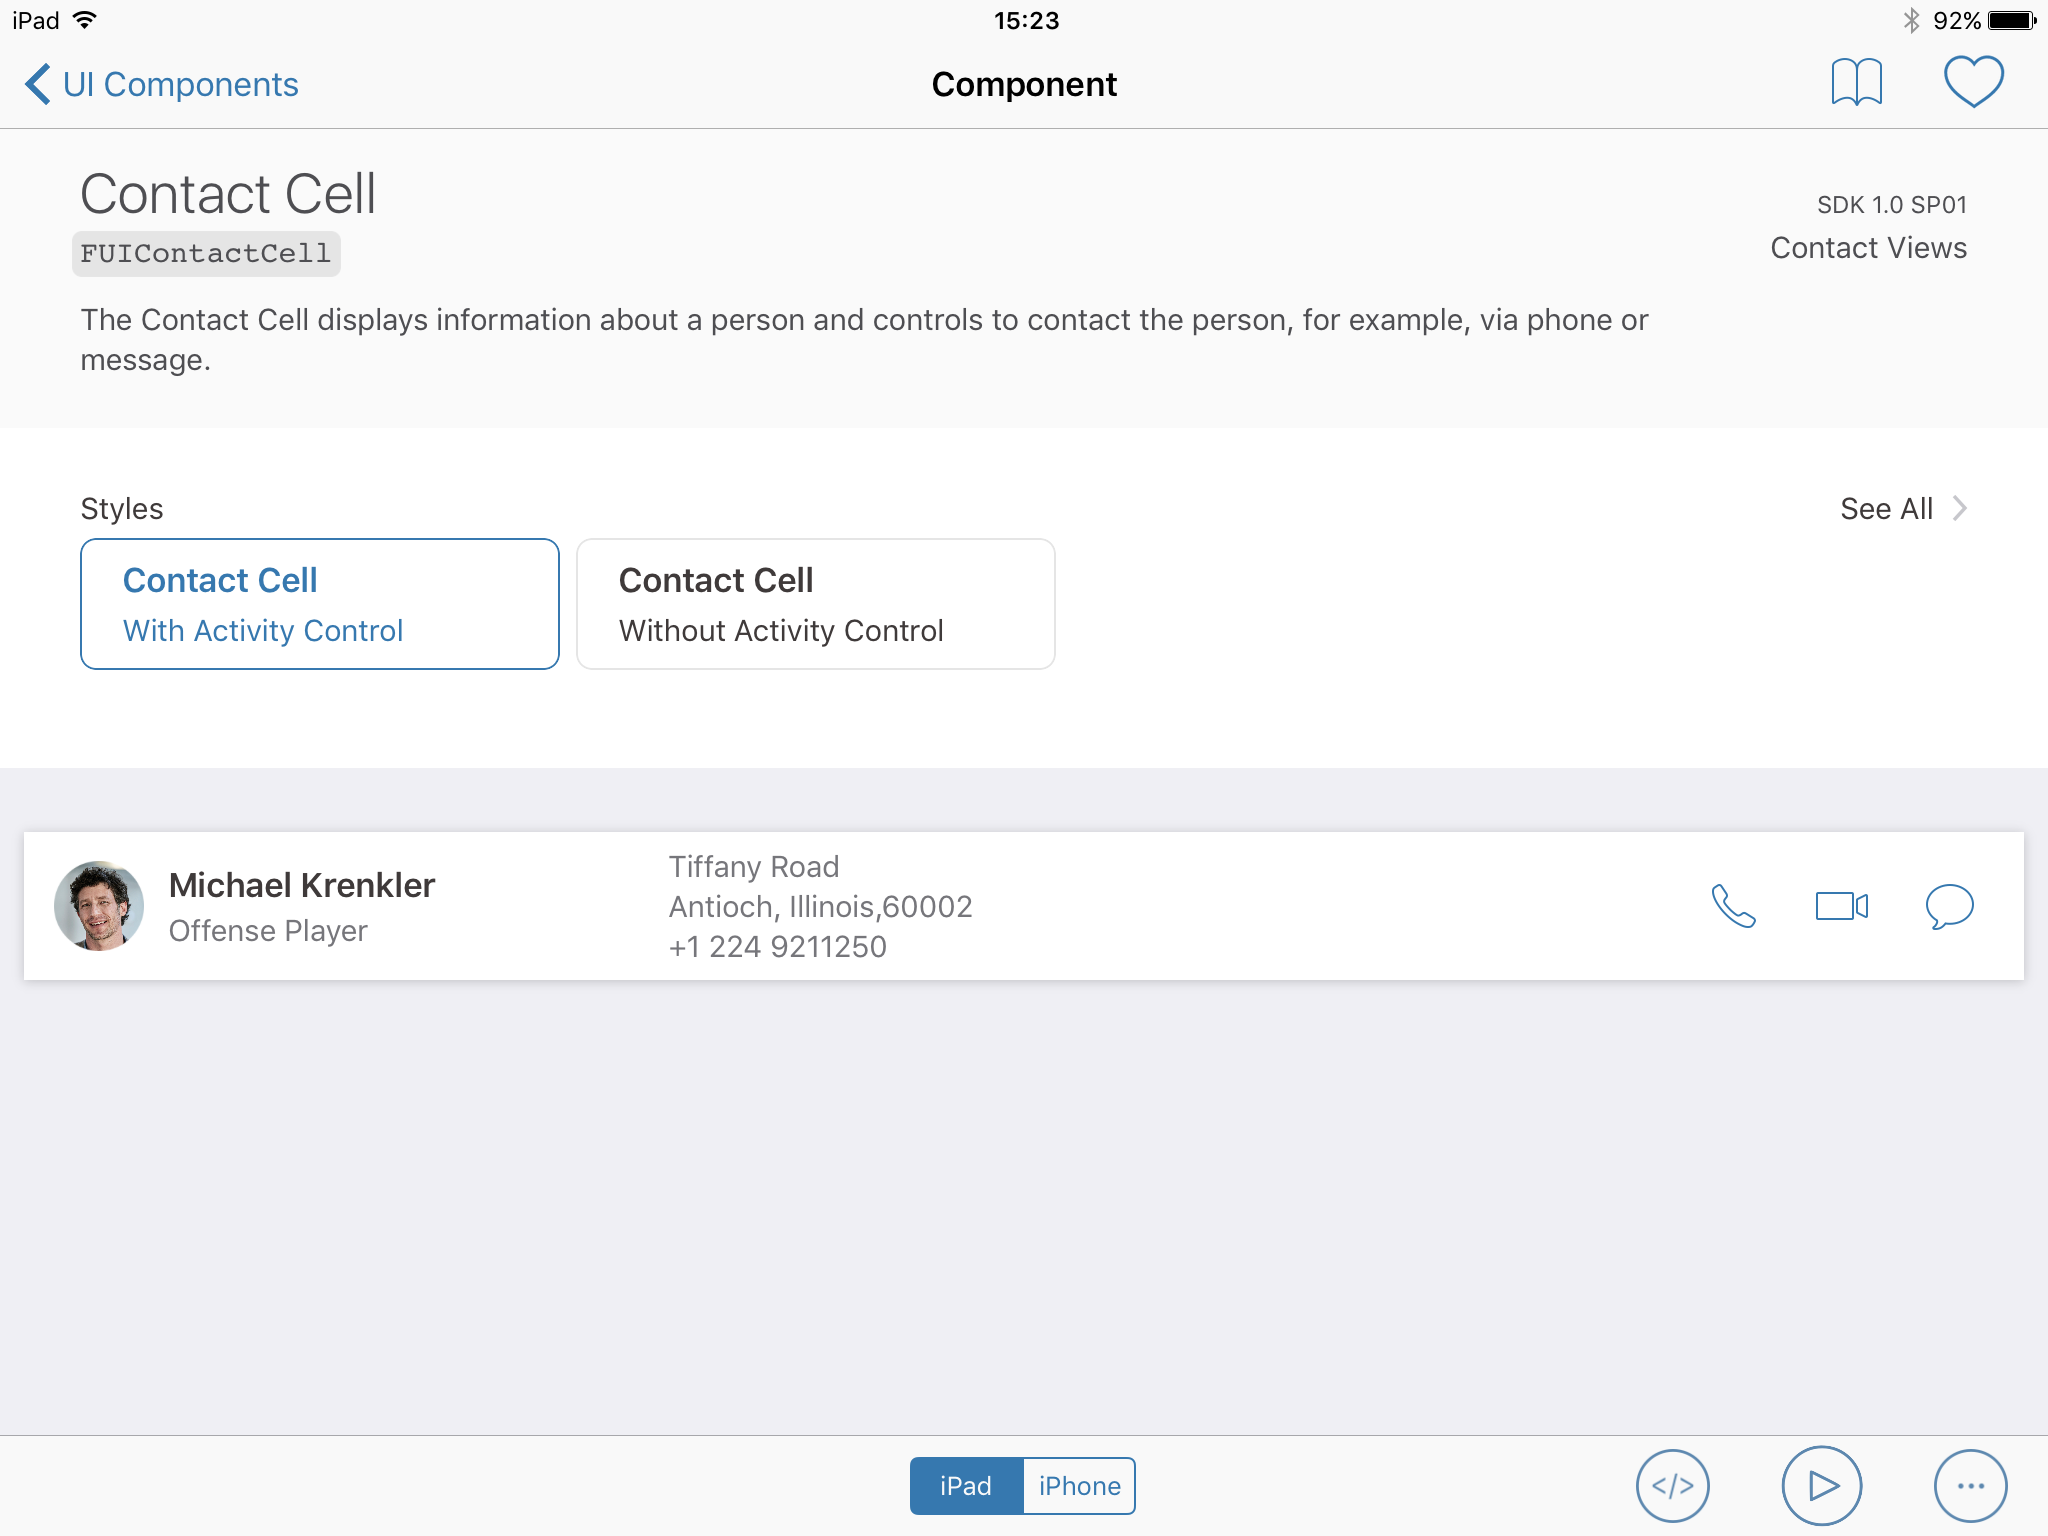 iPad
15:23
92%
UI Components
Component
Contact Cell
SDK 1.0 SP01
FUIContactCell
Contact Views
The Contact Cell displays information about a person and controls to contact the person, for example, via phone or
message.
Styles
See All
Contact Cell
With Activity Control
Contact Cell
Without Activity Control
Michael Krenkler
Offense Player
Tiffany Road
Antioch, Illinois,60002
+1 224 9211250
iPad
iPhone
</>